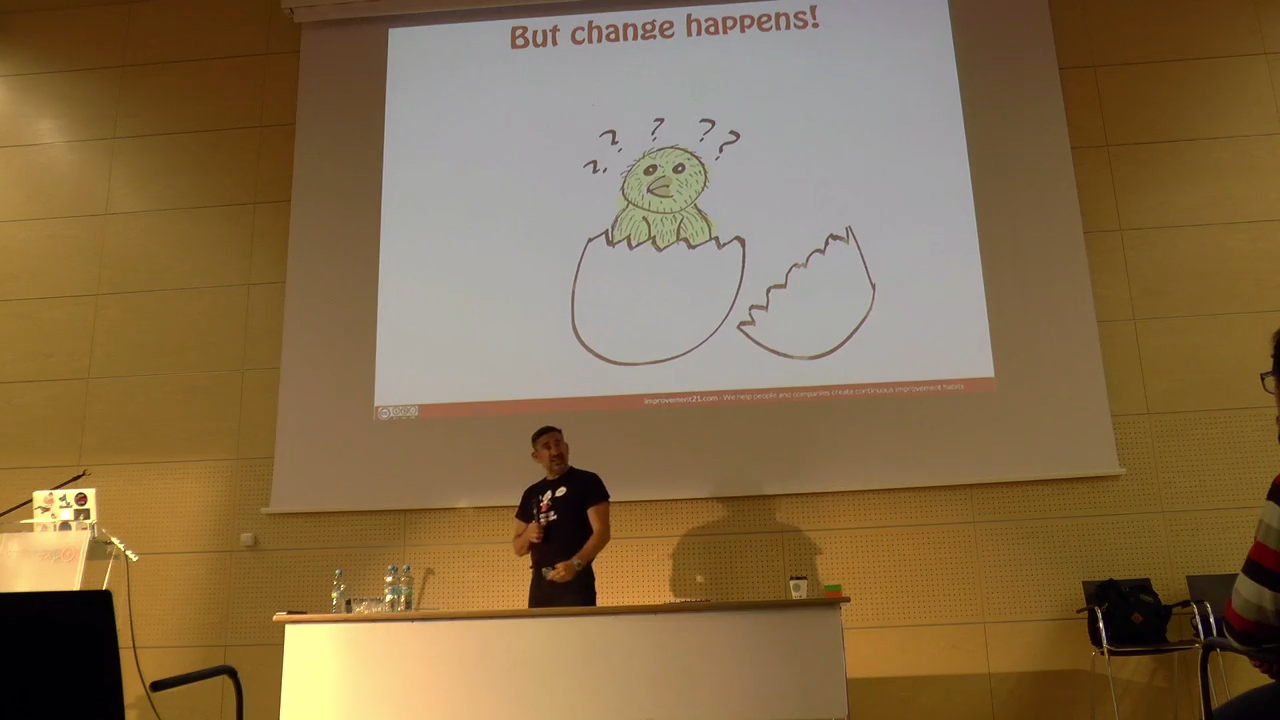 But change happens!
? ? ? ? ?
improvement21.com - We help people and companies create continuous improvement habits